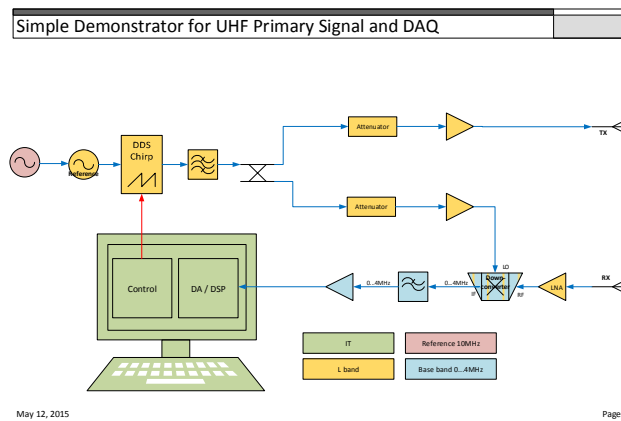 Simple Demonstrator for UHF Primary Signal and DAQ
DDS
Chirp
Reference
Attenuator
TX
Attenuator
LO
Down-
converter
IF
RF
LNA
RX
0...4MHz
0...4MHz
Control
DA / DSP
IT
Reference 10MHz
L band
Base band 0...4MHz
May 12, 2015
Page